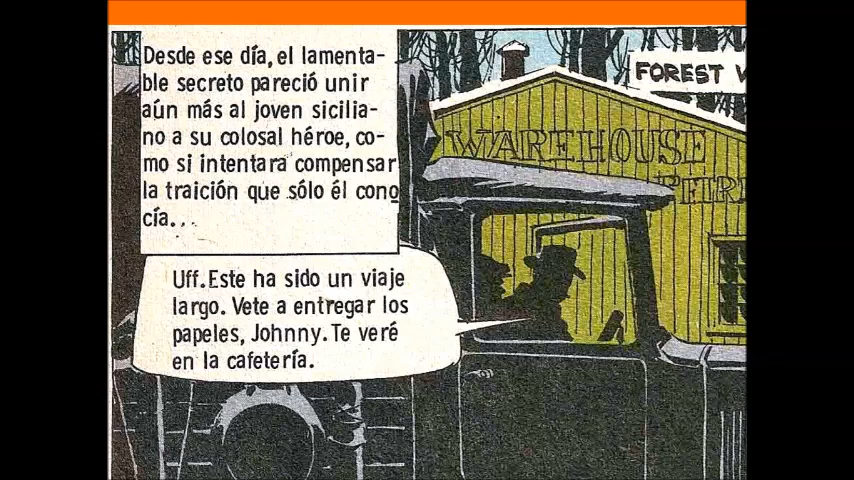 Desde ese día, el lamenta-
ble secreto pareció unir
aún más al joven sicilia-
no a su colosal héroe, co-
mo si intentara compensar
la traición que sólo él cono
cía...
FOREST
WAREHOUSE
Uff. Este ha sido un viaje
largo. Vete a entregar los
papeles, Johnny. Te veré
en la cafetería.